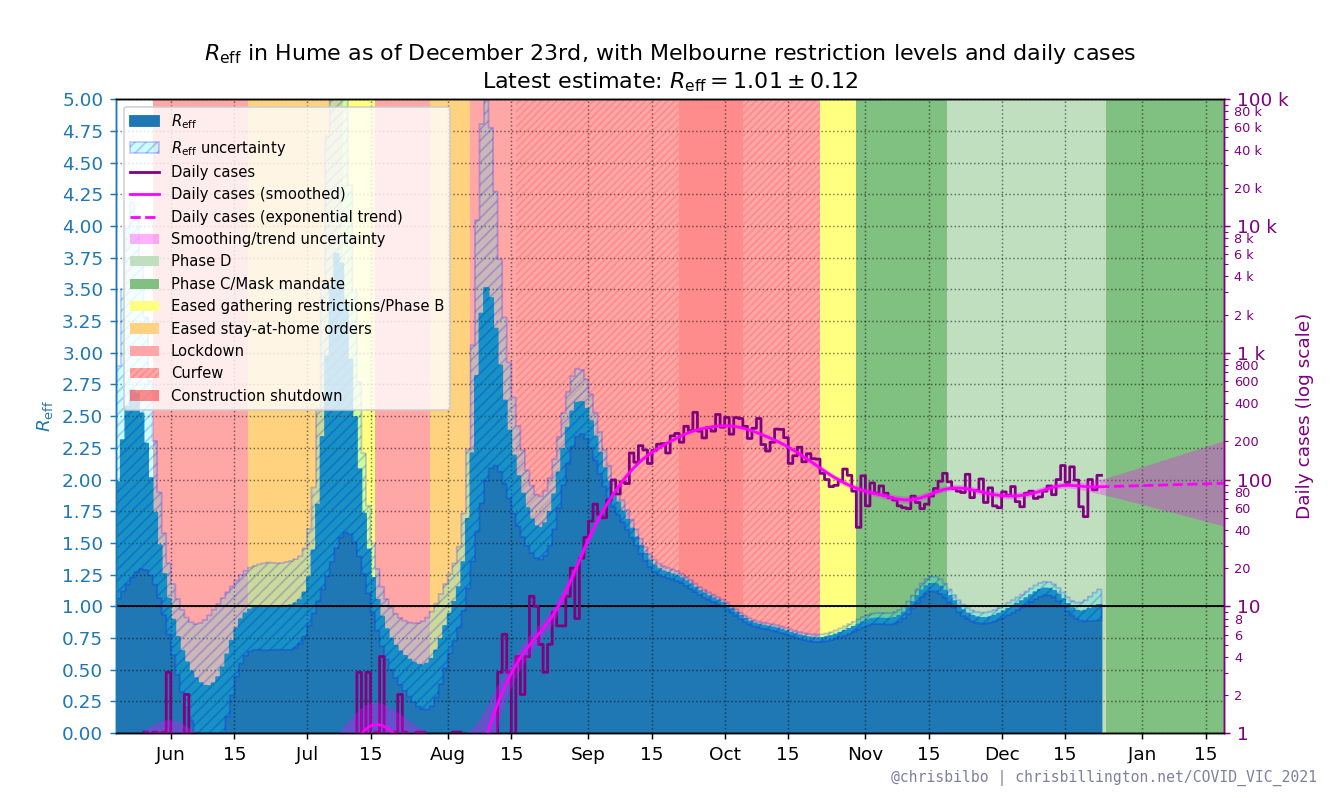 Reff in Hume as of December 23rd, with Melbourne restriction levels and daily cases
Latest estimate: Reff = 1.01 ± 0.12
5.00
4.75
4.50
4.25
4.00
3.75
3.50
3.25
3.00
2.75
2.50
2.25
2.00
1.75
1.50
1.25
1.00
0.75
0.50
0.25
0.00
Reff
Reff
Reff uncertainty
Daily cases
Daily cases (smoothed)
Daily cases (exponential trend)
Smoothing/trend uncertainty
Phase D
Phase C/Mask mandate
Eased gathering restrictions/Phase B
Eased stay-at-home orders
Lockdown
Curfew
Construction shutdown
100 k
80 k
60 k
40 k
20 k
10 k
8 k
6 k
4 k
2 k
1 k
800
600
400
200
100
80
60
40
20
10
8
6
4
2
1
Daily cases (log scale)
Jun 15 Jul 15 Aug 15 Sep 15 Oct 15 Nov 15 Dec 15 Jan 15
@chrisbilbo | chrisbillington.net/COVID_VIC_2021